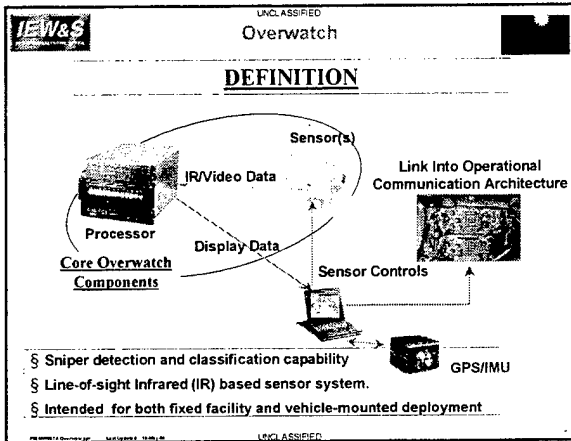 UNCLASSIFIED
IEW&S
Overwatch
DEFINITION
Sensor(s)
IR/Video Data
Link Into Operational
Communication Architecture
Processor
Display Data
Core Overwatch
Components
Sensor Controls
GPS/IMU
§ Sniper detection and classification capability
§ Line-of-sight Infrared (IR) based sensor system.
§ Intended for both fixed facility and vehicle-mounted deployment
UNCLASSIFIED